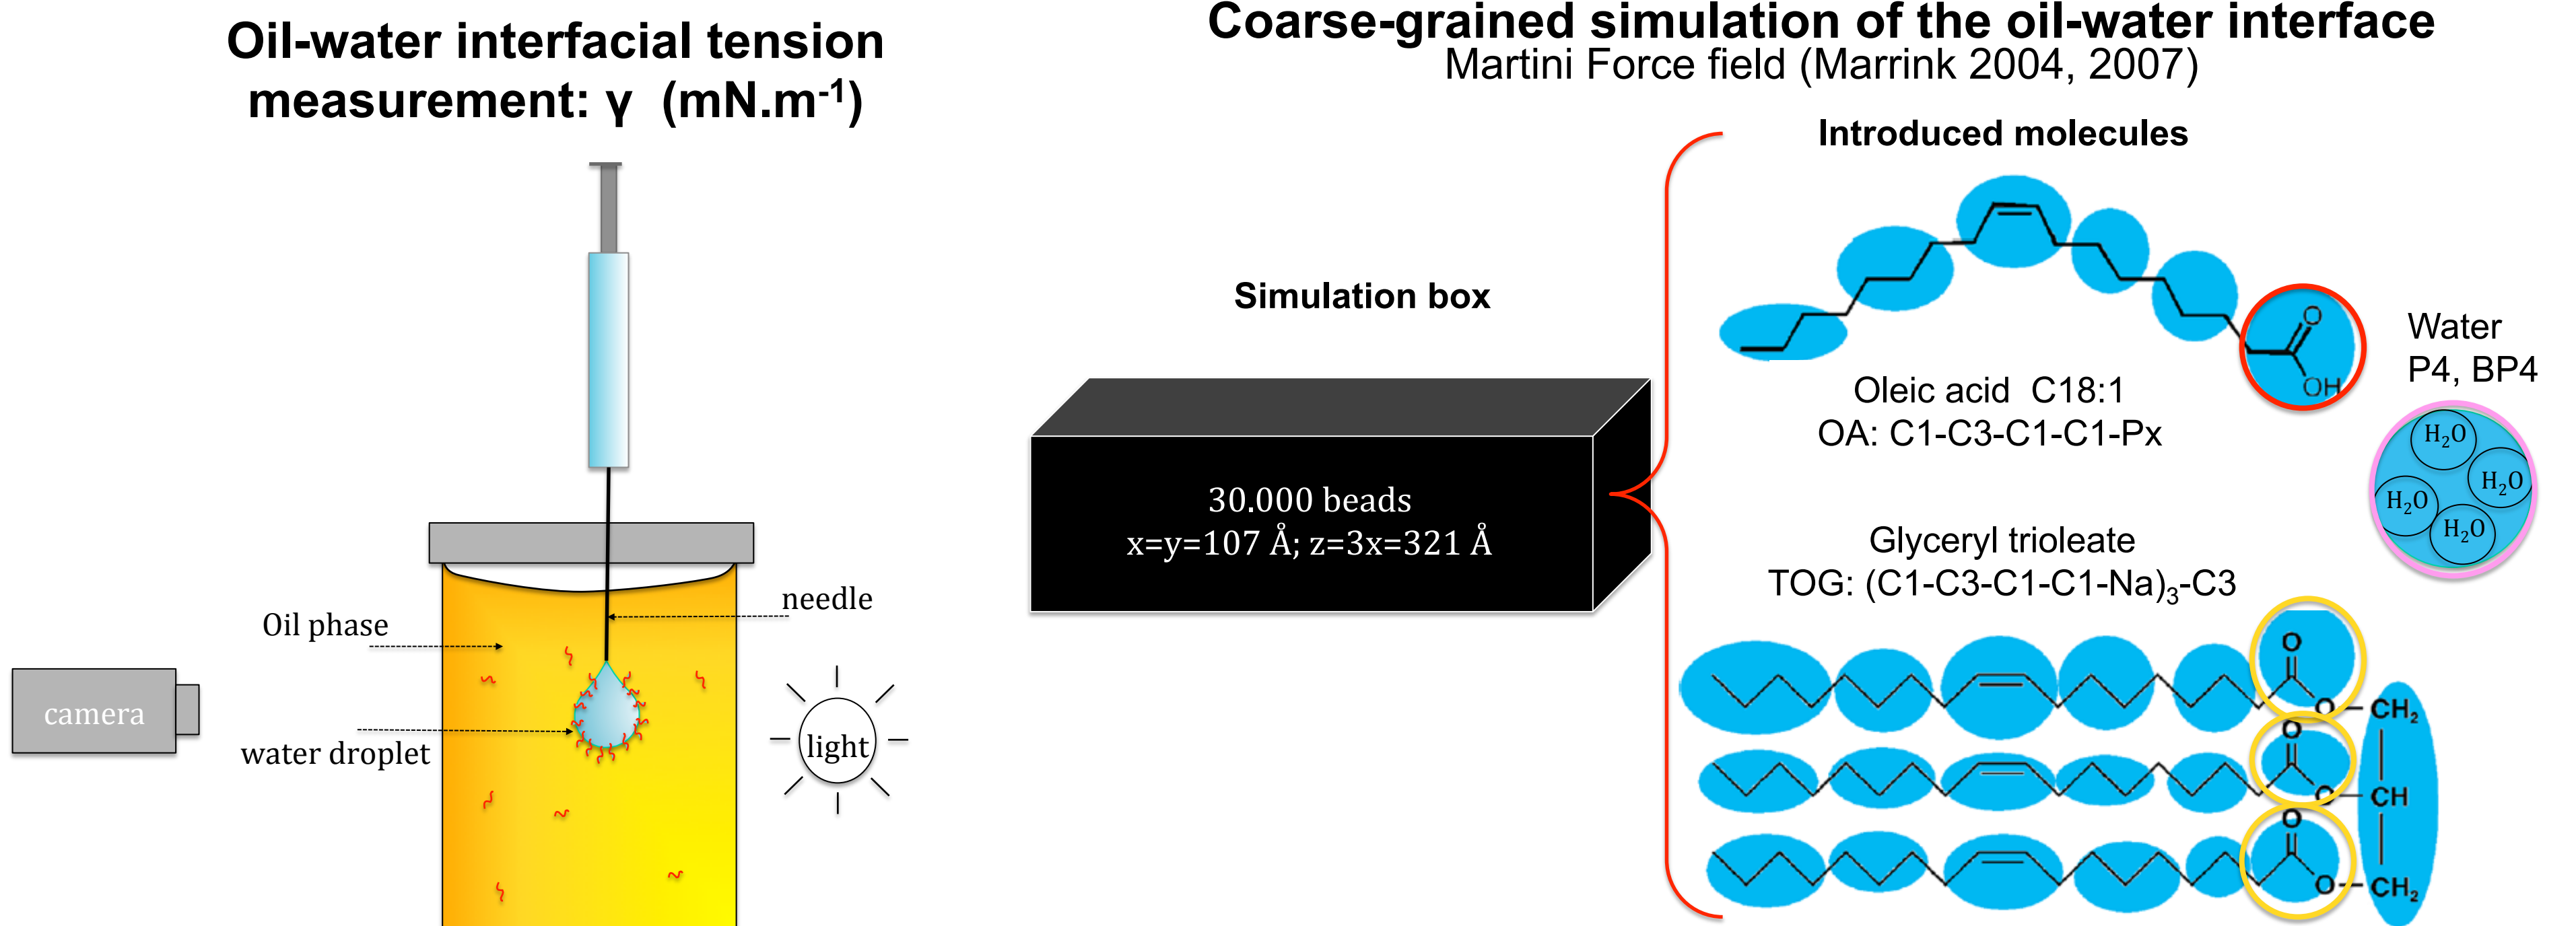 Oil-water interfacial tension
measurement: γ (mN.m-1)
needle
Oil phase
camera
water droplet
light
Coarse-grained simulation of the oil-water interface
Martini Force field (Marrink 2004, 2007)
Introduced molecules
Simulation box
30.000 beads
x=y=107 Å; z=3x=321 Å
O
OH
Oleic acid C18:1
OA: C1-C3-C1-C1-Px
Water
P4, BP4
H2O
H2O
H2O
H2O
Glyceryl trioleate
TOG: (C1-C3-C1-C1-Na)3-C3
O
O-CH2
O
O-CH
O
O-CH2